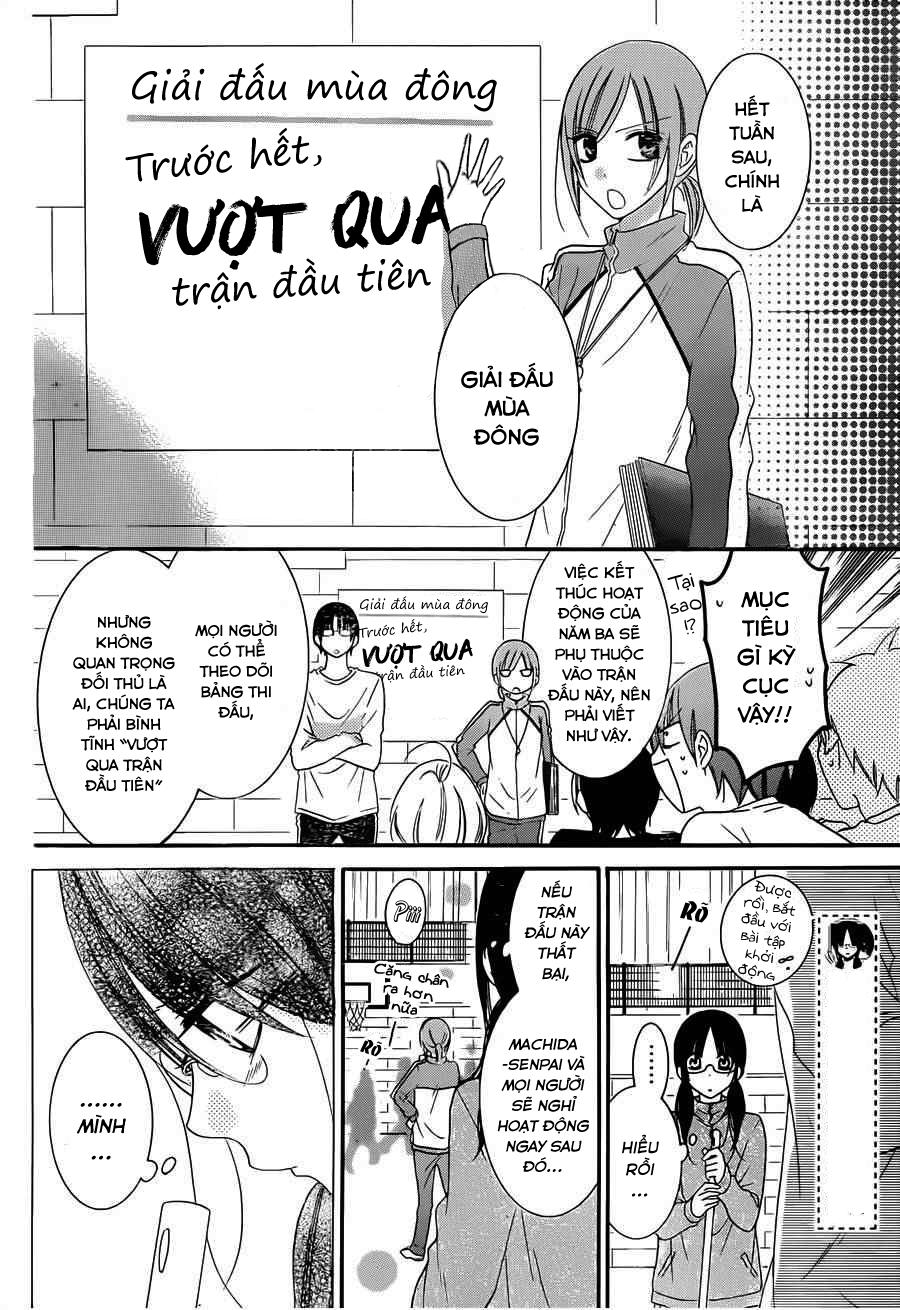 HẾT
TUẦN
SAU,
CHÍNH
LÀ
Giải đấu mùa đông
Trước hết,
VƯỢT QUA
trận đầu tiên
GIẢI ĐẤU
MÙA
ĐÔNG
MỤC
TIÊU
GÌ KỲ
CỤC
VẬY!!
Tại
sao
!?
VIỆC KẾT
THÚC HOẠT
ĐỘNG CỦA
NĂM BA SẼ
PHỤ THUỘC
VÀO TRẬN
ĐẤU NÀY, NÊN
PHẢI VIẾT
NHƯ VẬY.
Giải đấu mùa đông
Trước hết,
VƯỢT QUA
trận đầu tiên
MỌI NGƯỜI
CÓ THỂ
THEO DÕI
BẢNG THI
ĐẤU,
NHƯNG
KHÔNG
QUAN TRỌNG
ĐỐI THỦ LÀ
AI, CHÚNG TA
PHẢI BÌNH
TĨNH “VƯỢT
QUA TRẬN
ĐẦU TIÊN”
Được
rồi, bắt
đầu với
bài tập
khởi
động
RÕ
......
HIỂU
RỒI
...
NẾU
TRẬN
ĐẤU NÀY
THẤT
BẠI,
MACHIDA
-SENPAI VÀ
MỌI NGƯỜI
SẼ NGHỈ
HOẠT ĐỘNG
NGAY SAU
ĐÓ...
Piii
Căng chân
ra hơn
nữa
RÕ
......
MÌNH
...